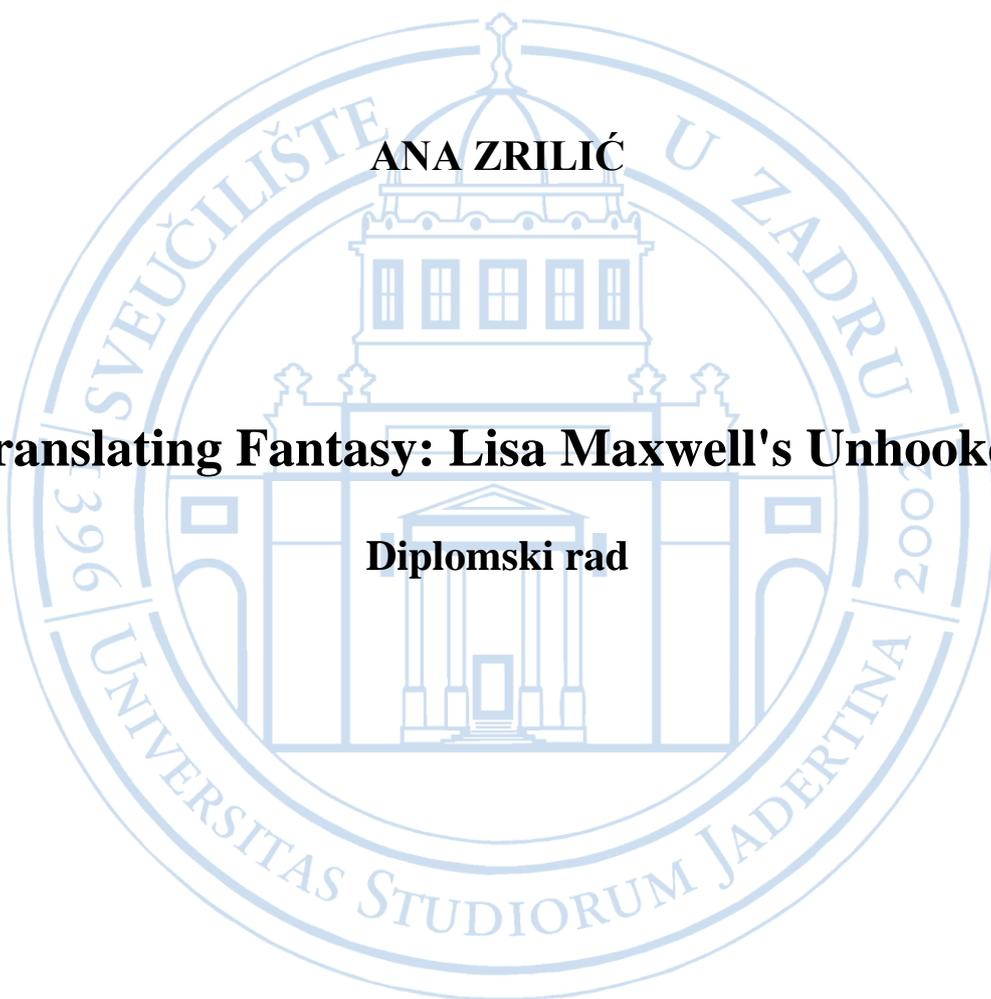 ANA ZRILIĆ
ranslating Fantasy: Lisa Maxwell's Unhooke
Diplomski rad
SVEUČILIŠTE U ZADRU
1396
2002
UNIVERSITAS STUDIORUM JADERTINA